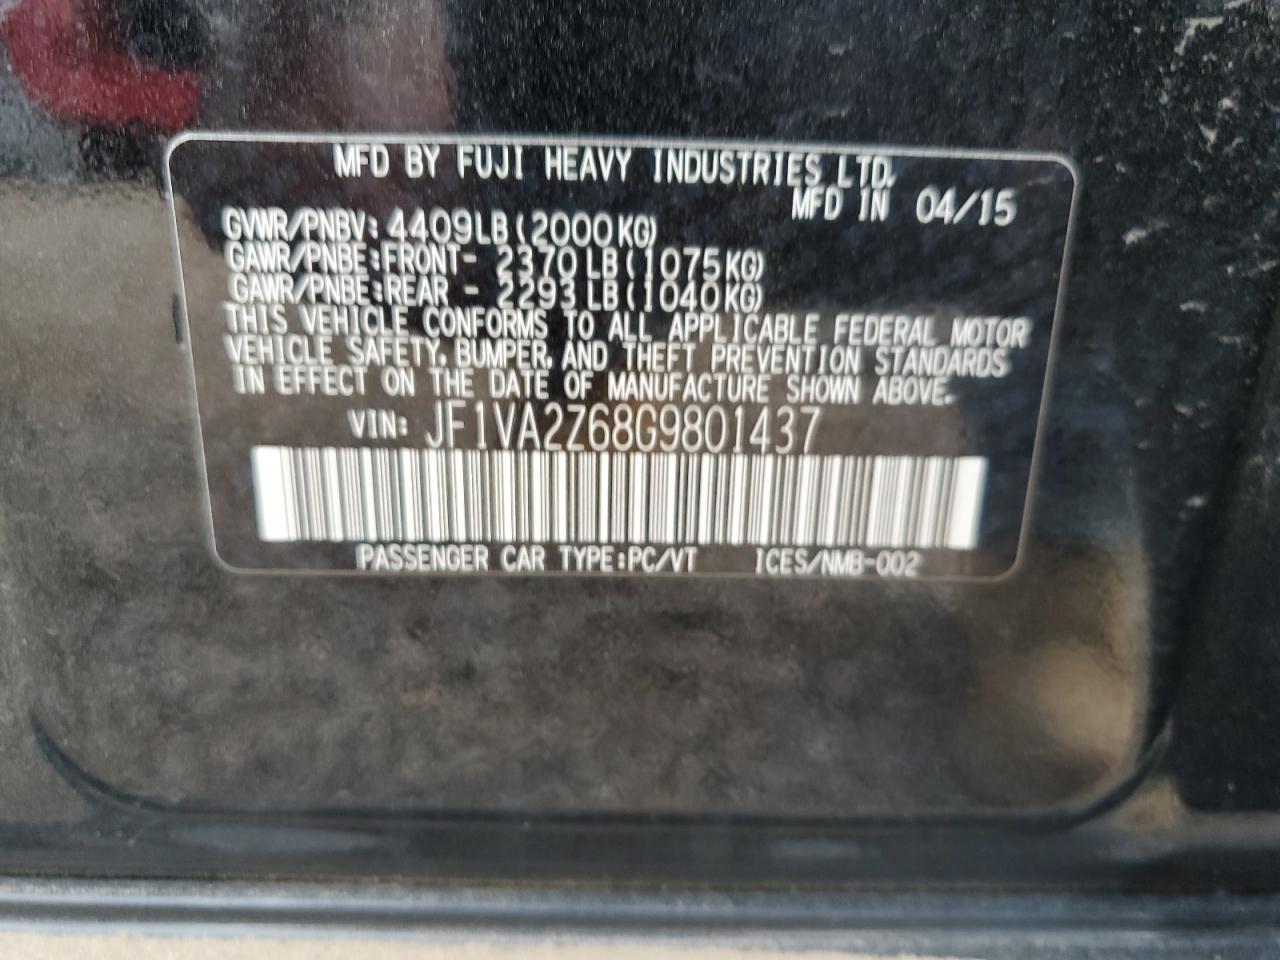 MFD BY FUJI HEAVY INDUSTRIES LTD.
MFD IN 04/15
GVWR/PNBV: 4409LB(2000KG)
GAWR/PNBE:FRONT- 2370LB(1075KG)
GAWR/PNBE:REAR - 2293LB(1040KG)
THIS VEHICLE CONFORMS TO ALL APPLICABLE FEDERAL MOTOR
VEHICLE SAFETY, BUMPER, AND THEFT PREVENTION STANDARDS
IN EFFECT ON THE DATE OF MANUFACTURE SHOWN ABOVE.
VIN: JF1VA2Z68G9801437
PASSENGER CAR TYPE:PC/VT ICES/NMB-002